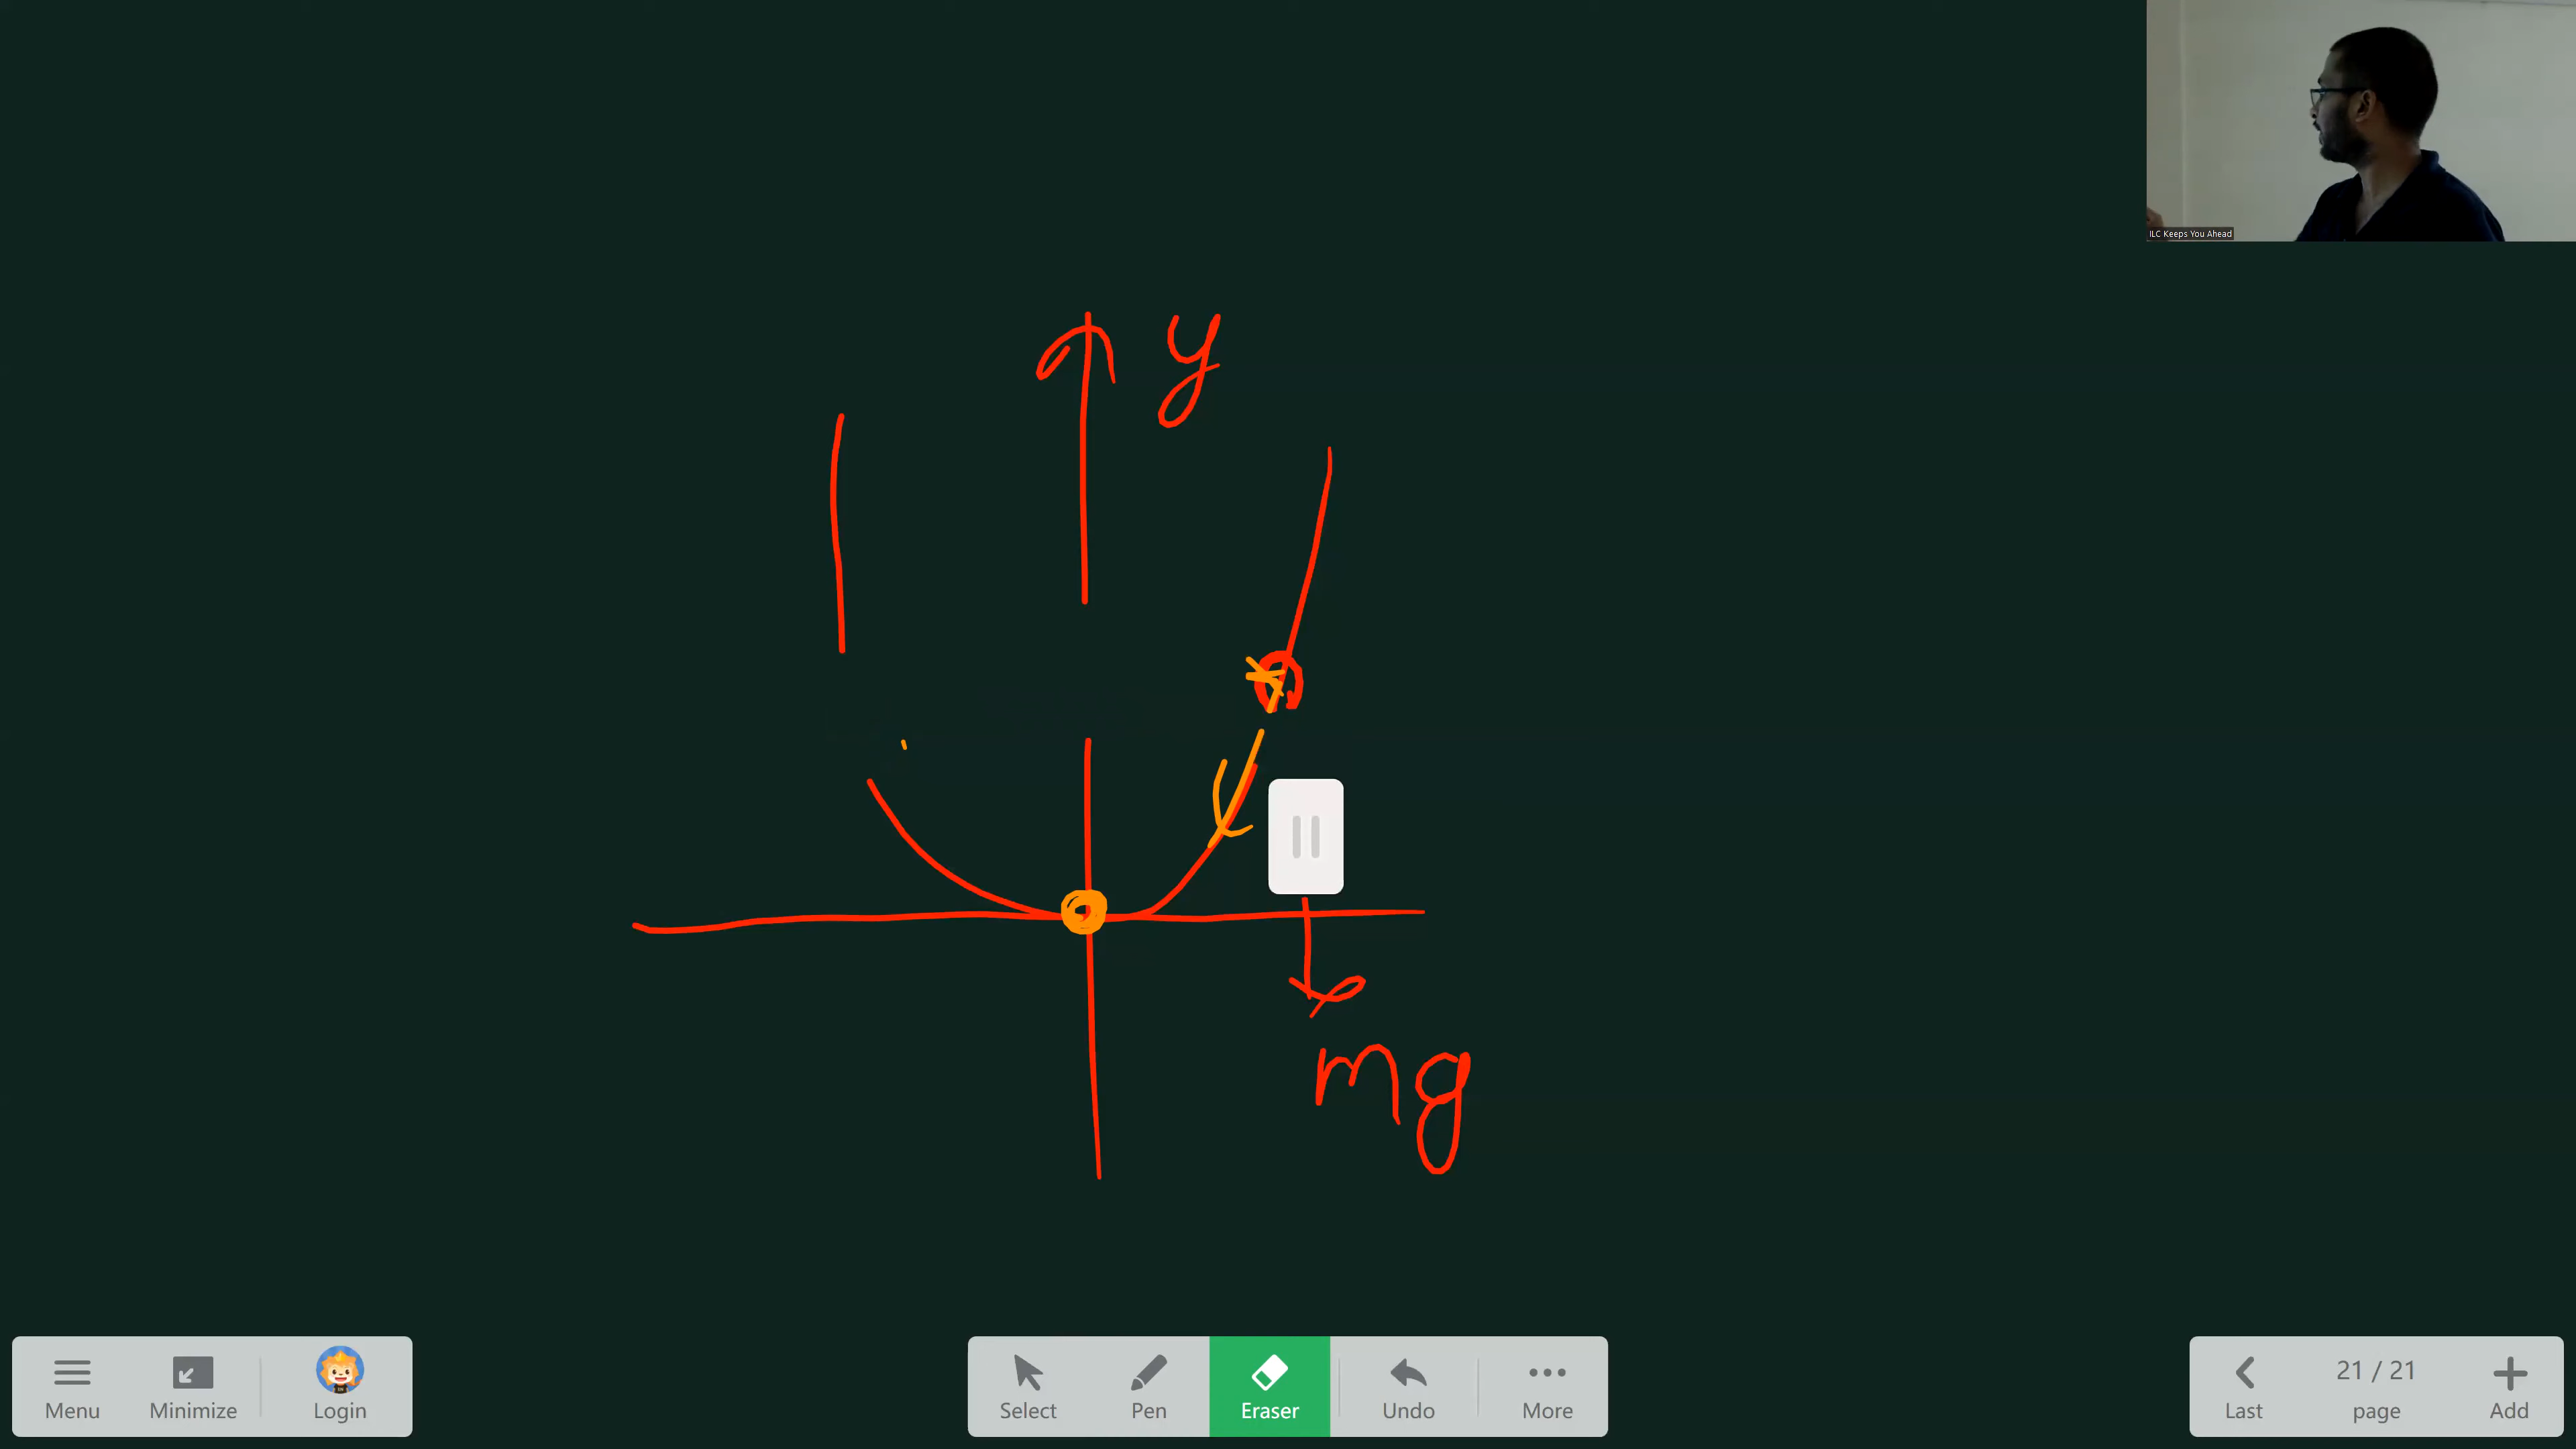 ILC Keeps You Ahead
y
mg
Menu
Minimize
Login
Select
Pen
Eraser
Undo
More
Last
21 / 21
page
Add